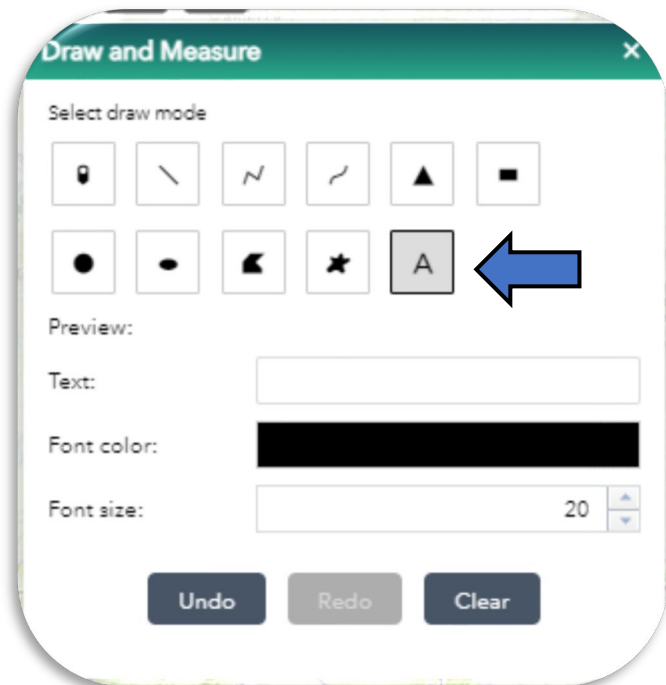 Draw and Measure ×
Select draw mode
A
Preview:
Text:
Font color:
Font size: 20
Undo Redo Clear